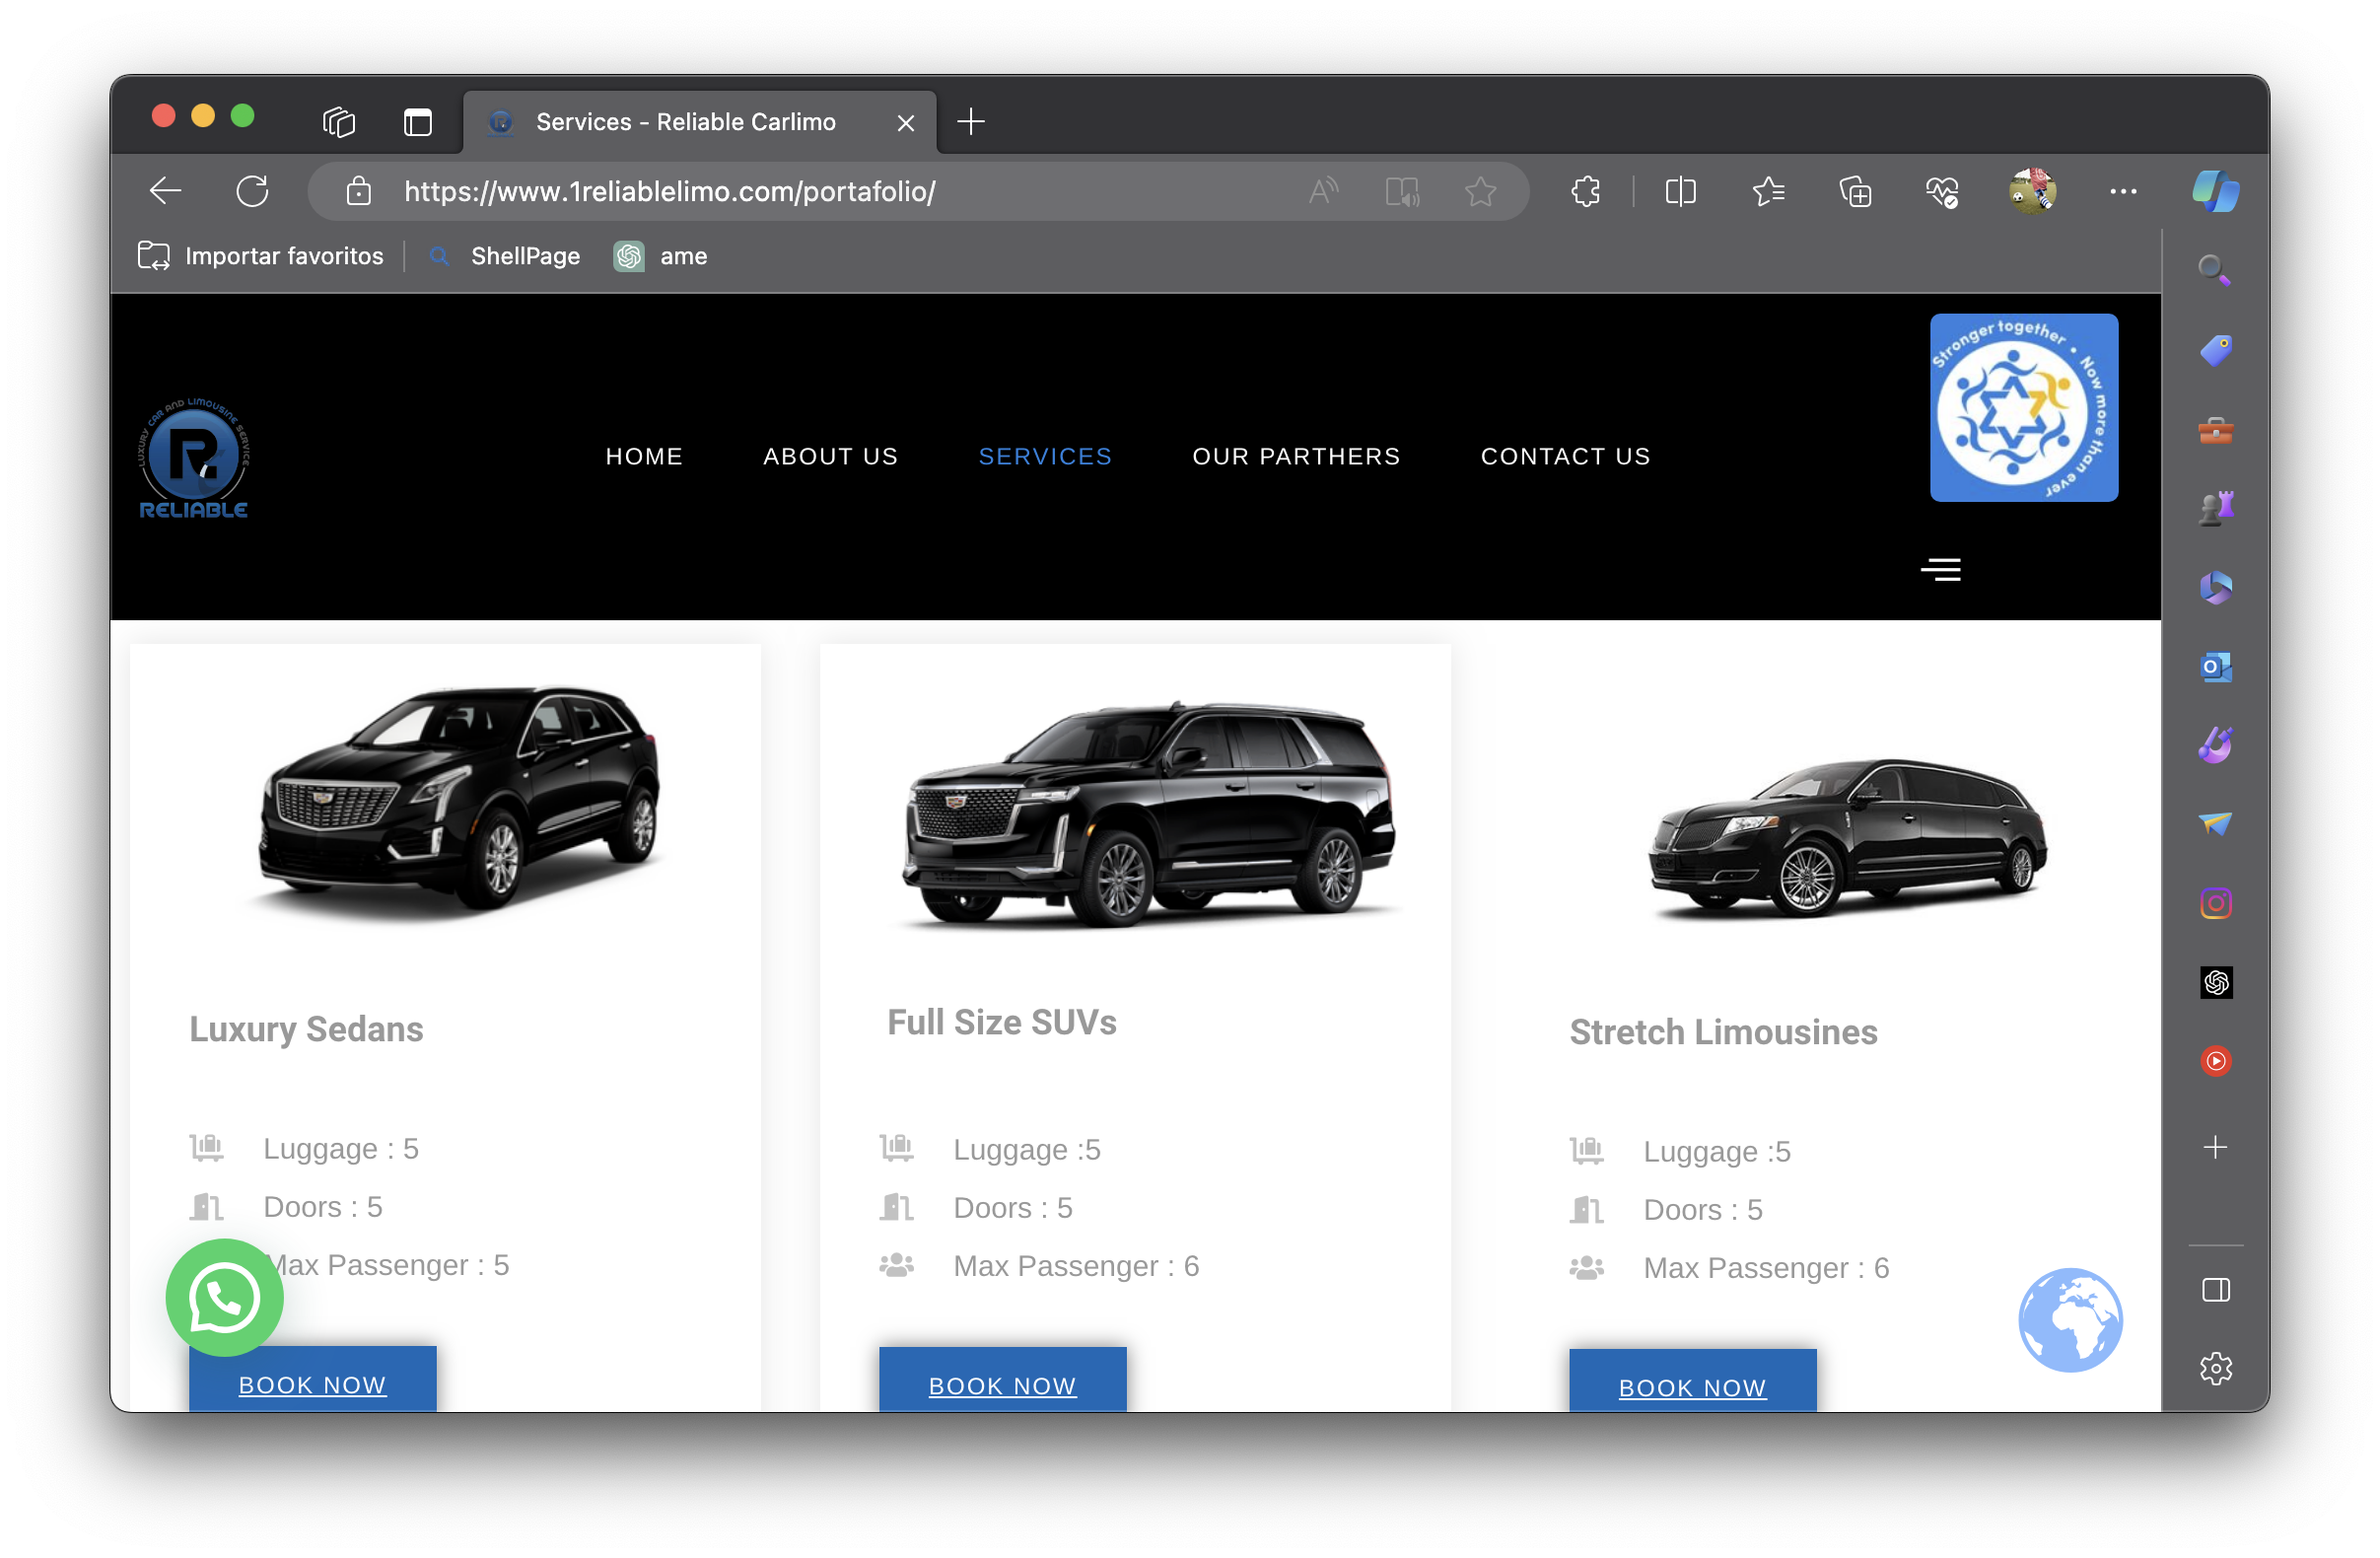 Services - Reliable Carlimo
https://www.1reliablelimo.com/portafolio/
Importar favoritos
ShellPage
ame
LUXURY CAR AND LIMOUSINE SERVICE
R
RELIABLE
HOME
ABOUT US
SERVICES
OUR PARTHERS
CONTACT US
Stronger together • Now more than ever
Luxury Sedans
Luggage : 5
Doors : 5
Max Passenger : 5
BOOK NOW
Full Size SUVs
Luggage :5
Doors : 5
Max Passenger : 6
BOOK NOW
Stretch Limousines
Luggage :5
Doors : 5
Max Passenger : 6
BOOK NOW